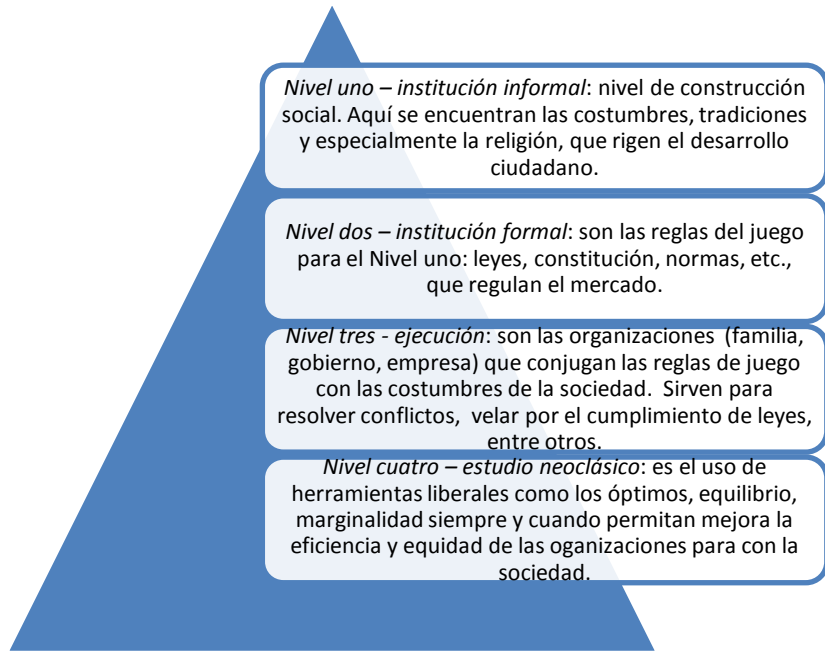 Nivel uno – institución informal: nivel de construcción
social. Aquí se encuentran las costumbres, tradiciones
y especialmente la religión, que rigen el desarrollo
ciudadano.
Nivel dos – institución formal: son las reglas del juego
para el Nivel uno: leyes, constitución, normas, etc.,
que regulan el mercado.
Nivel tres - ejecución: son las organizaciones (familia,
gobierno, empresa) que conjugan las reglas de juego
con las costumbres de la sociedad. Sirven para
resolver conflictos, velar por el cumplimiento de leyes,
entre otros.
Nivel cuatro – estudio neoclásico: es el uso de
herramientas liberales como los óptimos, equilibrio,
marginalidad siempre y cuando permitan mejora la
eficiencia y equidad de las oganizaciones para con la
sociedad.